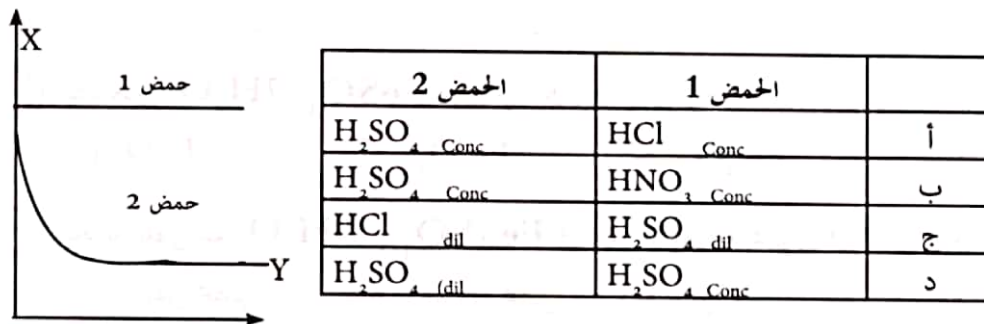 X
حمض 1
حمض 2
Y
الحمض 1 الحمض 2
أ HCl Conc H₂SO₄ Conc
ب HNO₃ Conc H₂SO₄ Conc
ج H₂SO₄ dil HCl dil
د H₂SO₄ Conc H₂SO₄ (dil